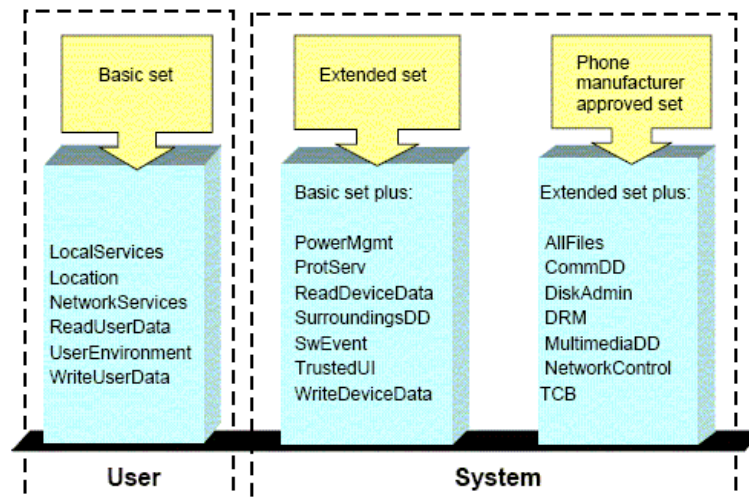 Basic set
LocalServices
Location
NetworkServices
ReadUserData
UserEnvironment
WriteUserData
User
Extended set
Basic set plus:
PowerMgmt
ProtServ
ReadDeviceData
SurroundingsDD
SwEvent
TrustedUI
WriteDeviceData
Phone
manufacturer
approved set
Extended set plus:
AllFiles
CommDD
DiskAdmin
DRM
MultimediaDD
NetworkControl
TCB
System